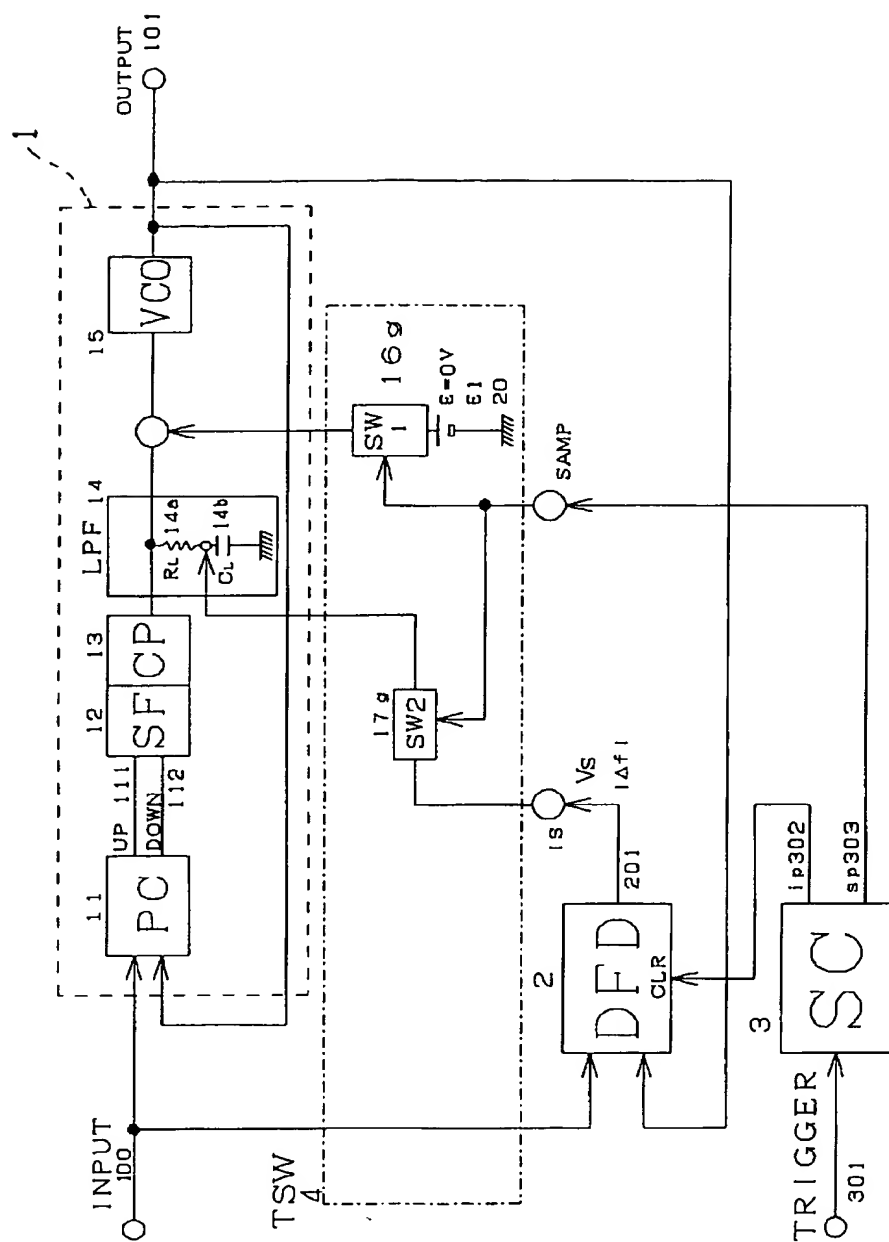 1
OUTPUT
101
INPUT
100
11
PC
UP 111
DOWN
112
12
SF
13
CP
LPF 14
RL 14a
CL 14b
15
VCO
TSW
4
17g
SW2
SW
1
16g
E=0V
E1
20
SAMP
IS
Vs
201
2
DFD
CLR
ip302
sp303
3
SC
TRIGGER
301